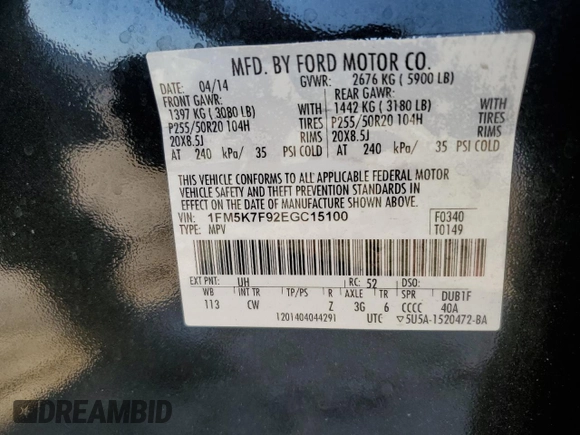 MFD. BY FORD MOTOR CO.
DATE: 04/14 GVWR: 2676 KG ( 5900 LB)
FRONT GAWR: REAR GAWR:
1397 KG ( 3080 LB) 1442 KG ( 3180 LB) WITH
P255/50R20 104H TIRES P255/50R20 104H TIRES
20X8.5J RIMS 20X8.5J RIMS
AT 240 kPa/ 35 PSI COLD AT 240 kPa/ 35 PSI COLD
THIS VEHICLE CONFORMS TO ALL APPLICABLE FEDERAL MOTOR
VEHICLE SAFETY AND THEFT PREVENTION STANDARDS IN EFFECT
ON THE DATE OF MANUFACTURE SHOWN ABOVE.
VIN: 1FM5K7F92EGC15100 F0340
TYPE: MPV T0149
EXT PNT: UH RC: 52 DSO:
WB INT TR TP/PS R AXLE TR SPR DUB1F
113 CW Z 3G 6 CCCC 40A
1201404044291 UTC ▽5U5A-1520472-BA
DREAMBID